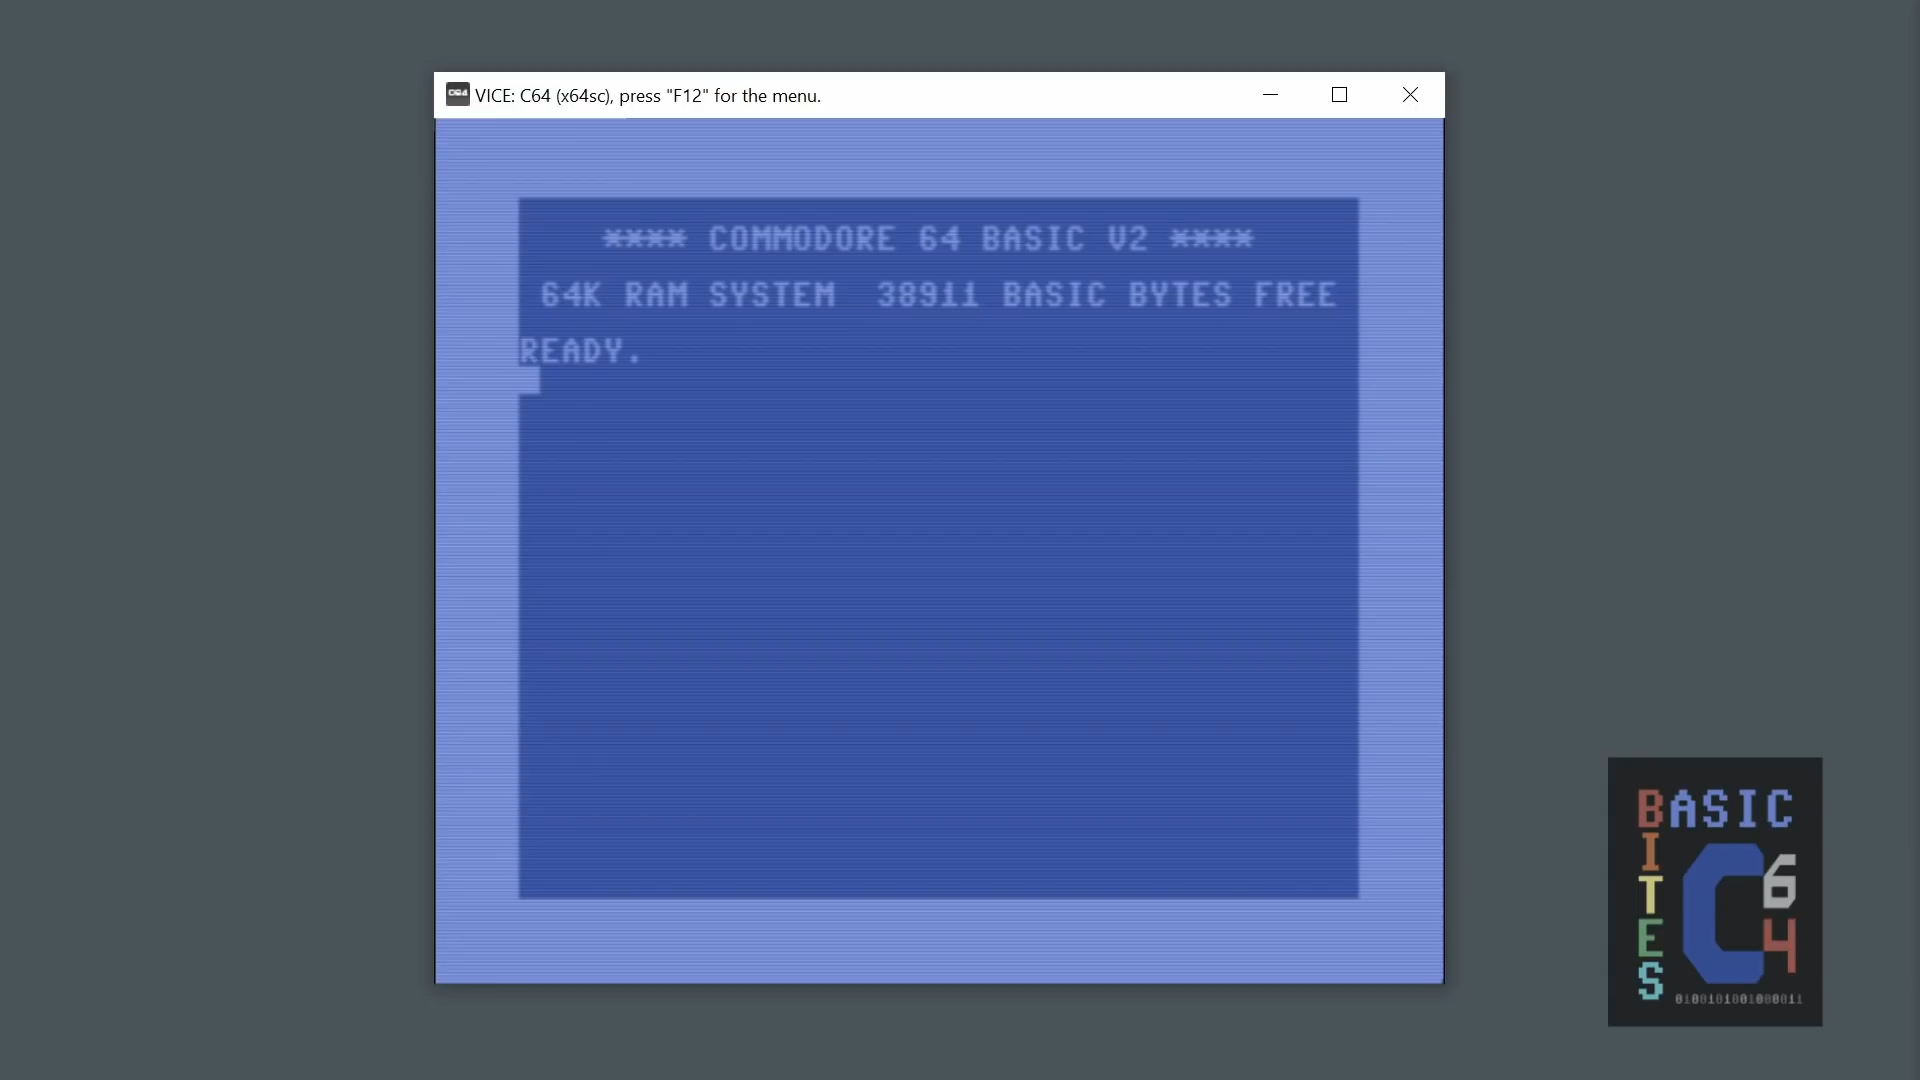 VICE: C64 (x64sc), press "F12" for the menu.
**** COMMODORE 64 BASIC V2 ****
64K RAM SYSTEM  38911 BASIC BYTES FREE
READY.
BASIC
BITES
C64
0100101001000011